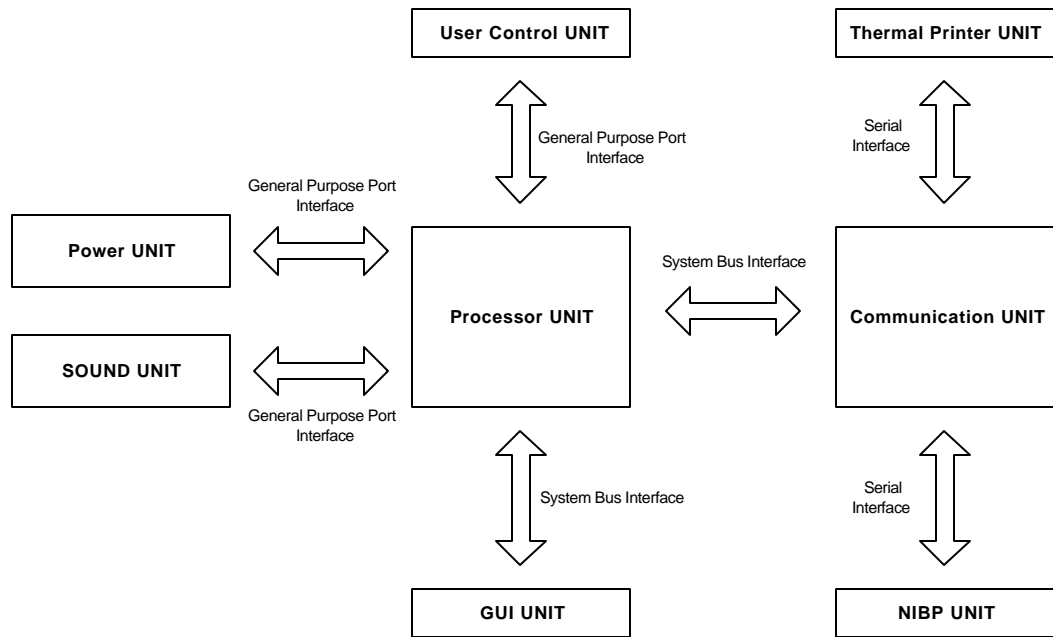 User Control UNIT
Thermal Printer UNIT
General Purpose Port
Interface
Serial
Interface
General Purpose Port
Interface
Power UNIT
System Bus Interface
Processor UNIT
Communication UNIT
SOUND UNIT
General Purpose Port
Interface
System Bus Interface
Serial
Interface
GUI UNIT
NIBP UNIT